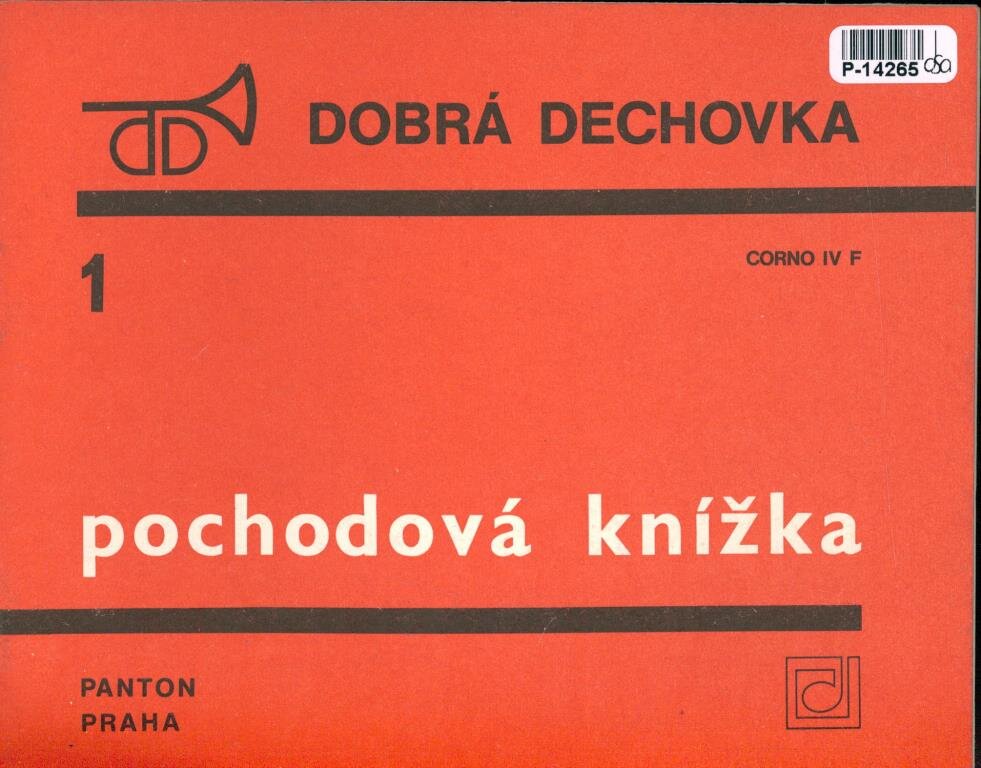 P-14265
DOBRÁ DECHOVKA
1
CORNO IV F
pochodová knížka
PANTON
PRAHA